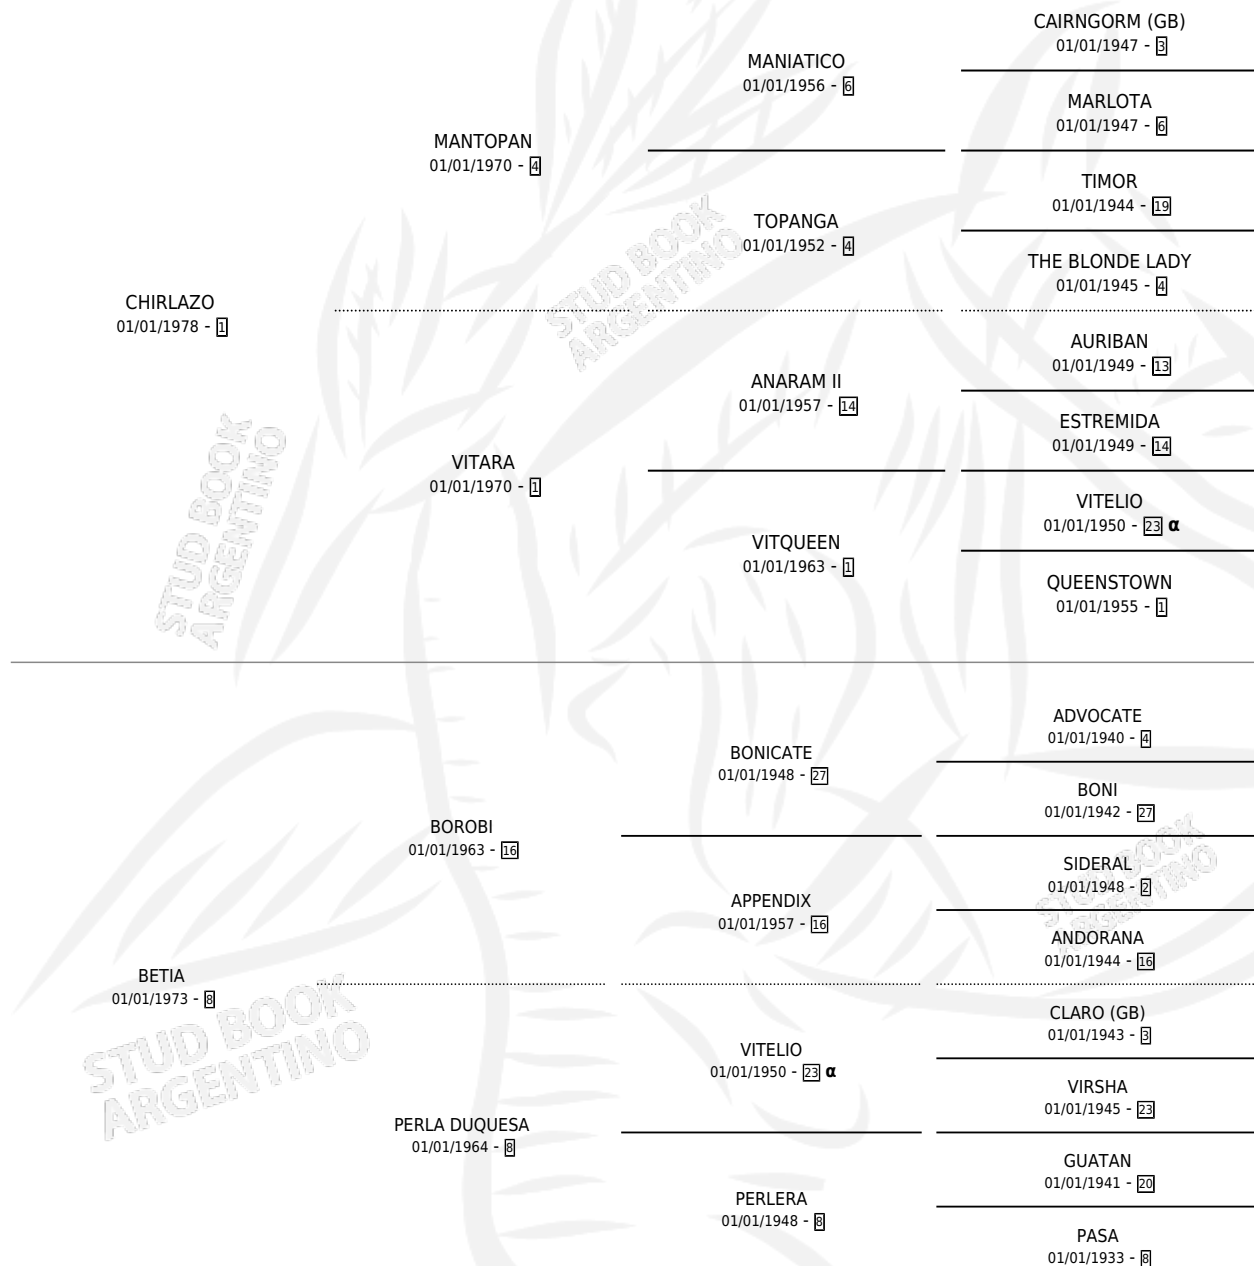 CAIRNGORM (GB)
01/01/1947 - 3
MANIATICO
01/01/1956 - 6
MARLOTA
01/01/1947 - 6
MANTOPAN
01/01/1970 - 4
TIMOR
01/01/1944 - 19
TOPANGA
01/01/1952 - 4
THE BLONDE LADY
01/01/1945 - 4
CHIRLAZO
01/01/1978 - 1
AURIBAN
01/01/1949 - 13
ANARAM II
01/01/1957 - 14
ESTREMIDA
01/01/1949 - 14
VITARA
01/01/1970 - 1
VITELIO
01/01/1950 - 23 α
VITQUEEN
01/01/1963 - 1
QUEENSTOWN
01/01/1955 - 1
ADVOCATE
01/01/1940 - 4
BONICATE
01/01/1948 - 27
BONI
01/01/1942 - 27
BOROBI
01/01/1963 - 16
SIDERAL
01/01/1948 - 2
APPENDIX
01/01/1957 - 16
ANDORANA
01/01/1944 - 16
BETIA
01/01/1973 - 8
CLARO (GB)
01/01/1943 - 3
VITELIO
01/01/1950 - 23 α
VIRSHA
01/01/1945 - 23
PERLA DUQUESA
01/01/1964 - 8
GUATAN
01/01/1941 - 20
PERLERA
01/01/1948 - 8
PASA
01/01/1933 - 8
STUD BOOK
ARGENTINO
STUD BOOK
ARGENTINO
STUD BOOK
ARGENTINO
STUD BOOK
ARGENTINO